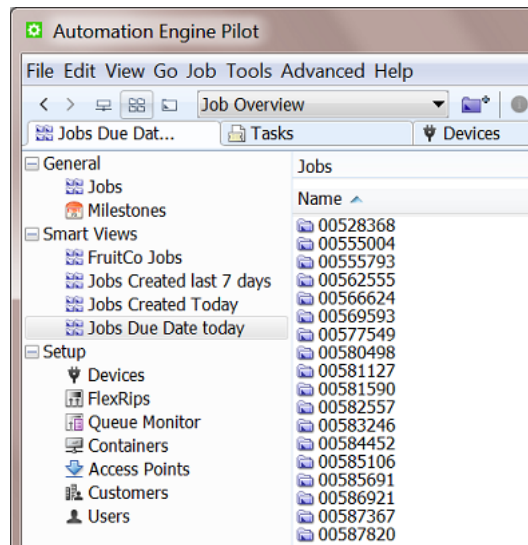 Automation Engine Pilot
File Edit View Go Job Tools Advanced Help
Job Overview
Jobs Due Dat...
Tasks
Devices
General
Jobs
Milestones
Smart Views
FruitCo Jobs
Jobs Created last 7 days
Jobs Created Today
Jobs Due Date today
Setup
Devices
FlexRips
Queue Monitor
Containers
Access Points
Customers
Users
Jobs
Name
00528368
00555004
00555793
00562555
00566624
00569593
00577549
00580498
00581127
00581590
00582557
00583246
00584452
00585106
00585691
00586921
00587367
00587820